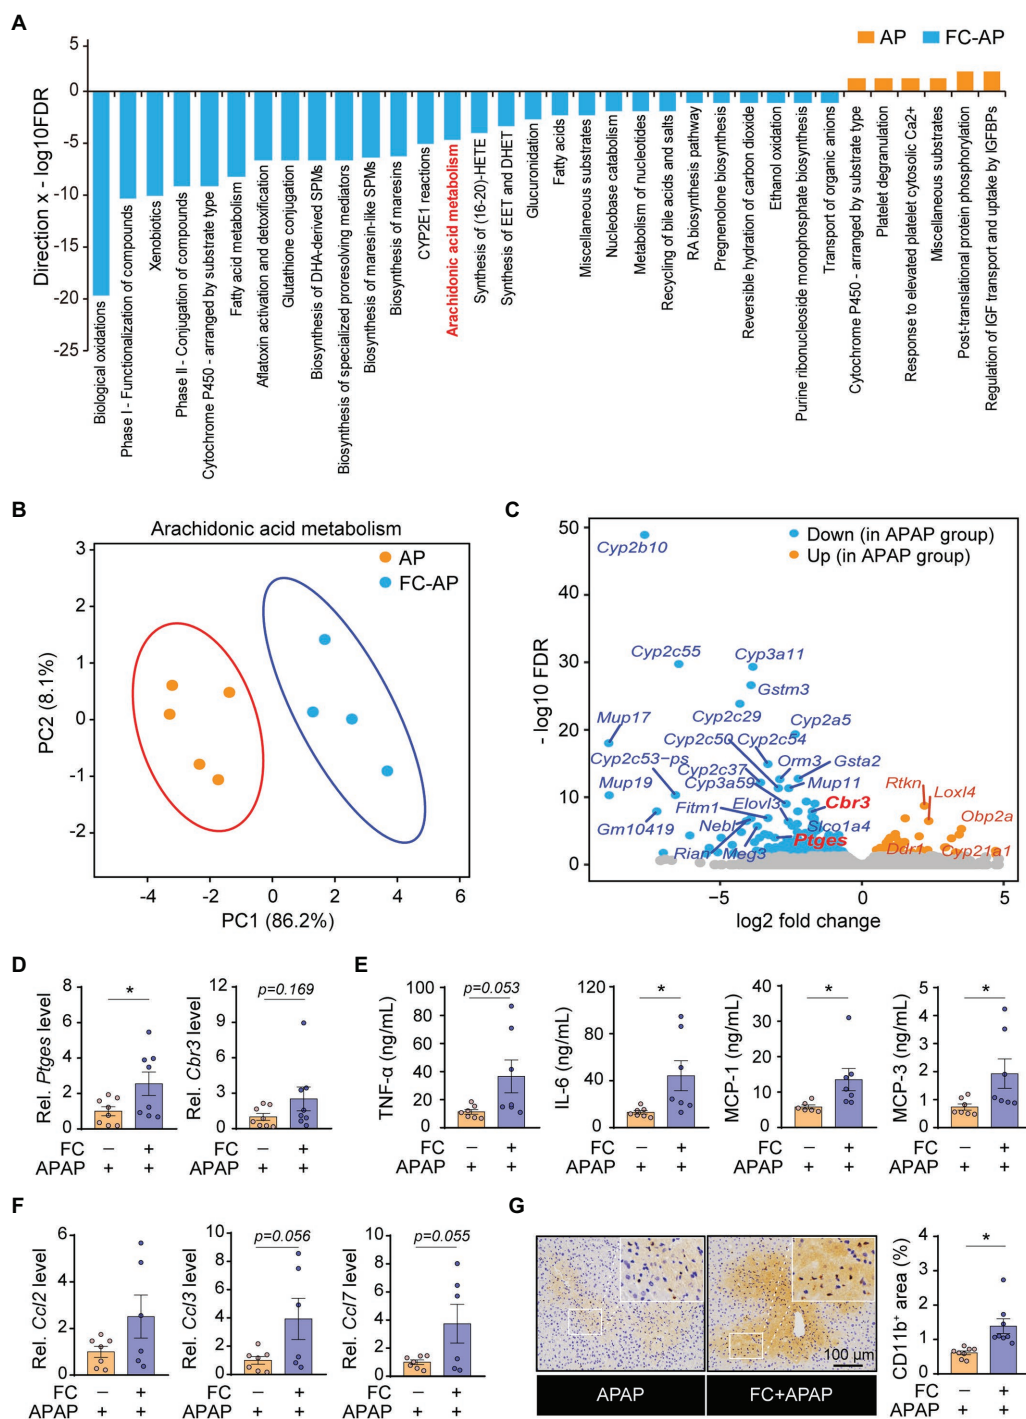 A
AP
FC-AP
Direction x - log10FDR
5
0
-5
-10
-15
-20
-25
Biological oxidations
Phase I - Functionalization of compounds
Xenobiotics
Phase II - Conjugation of compounds
Cytochrome P450 - arranged by substrate type
Fatty acid metabolism
Aflatoxin activation and detoxification
Glutathione conjugation
Biosynthesis of DHA-derived SPMs
Biosynthesis of specialized proresolving mediators
Biosynthesis of maresin-like SPMs
Biosynthesis of maresins
CYP2E1 reactions
Arachidonic acid metabolism
Synthesis of (16-20)-HETE
Synthesis of EET and DHET
Glucuronidation
Fatty acids
Miscellaneous substrates
Nucleobase catabolism
Metabolism of nucleotides
Recycling of bile acids and salts
RA biosynthesis pathway
Pregnenolone biosynthesis
Reversible hydration of carbon dioxide
Ethanol oxidation
Purine ribonucleoside monophosphate biosynthesis
Transport of organic anions
Cytochrome P450 - arranged by substrate type
Platelet degranulation
Response to elevated platelet cytosolic Ca2+
Miscellaneous substrates
Post-translational protein phosphorylation
Regulation of IGF transport and uptake by IGFBPs
B
Arachidonic acid metabolism
AP
FC-AP
PC2 (8.1%)
3
2
1
0
-1
-2
-4 -2 0 2 4 6
PC1 (86.2%)
C
Down (in APAP group)
Up (in APAP group)
- log10 FDR
50
40
30
20
10
0
Cyp2b10
Cyp2c55
Cyp3a11
Gstm3
Mup17
Cyp2c29
Cyp2a5
Cyp2c50
Cyp2c54
Cyp2c53-ps
Orm3
Gsta2
Cyp2c37
Mup19
Cyp3a59
Mup11
Rtkn
Loxl4
Fitm1
Elovl3
Cbr3
Obp2a
Gm10419
Nebl
Slco1a4
Rian
Meg3
Ptges
Ddr1
Cyp21a1
−5 0 5
log2 fold change
D
Rel. Ptges level
8
6
4
2
0
*
FC – +
APAP + +
Rel. Cbr3 level
12
9
6
3
0
p=0.169
– +
+ +
E
TNF-α (ng/mL)
100
80
60
40
20
0
p=0.053
FC – +
APAP + +
IL-6 (ng/mL)
120
80
40
0
*
– +
+ +
MCP-1 (ng/mL)
40
30
20
10
0
*
– +
+ +
MCP-3 (ng/mL)
5
4
3
2
1
0
*
– +
+ +
F
Rel. Ccl2 level
6
4
2
0
FC – +
APAP + +
Rel. Ccl3 level
10
8
6
4
2
0
p=0.056
– +
+ +
Rel. Ccl7 level
10
8
6
4
2
0
p=0.055
– +
+ +
G
100 µm
APAP
FC+APAP
CD11b+ area (%)
4
3
2
1
0
*
FC – +
APAP + +